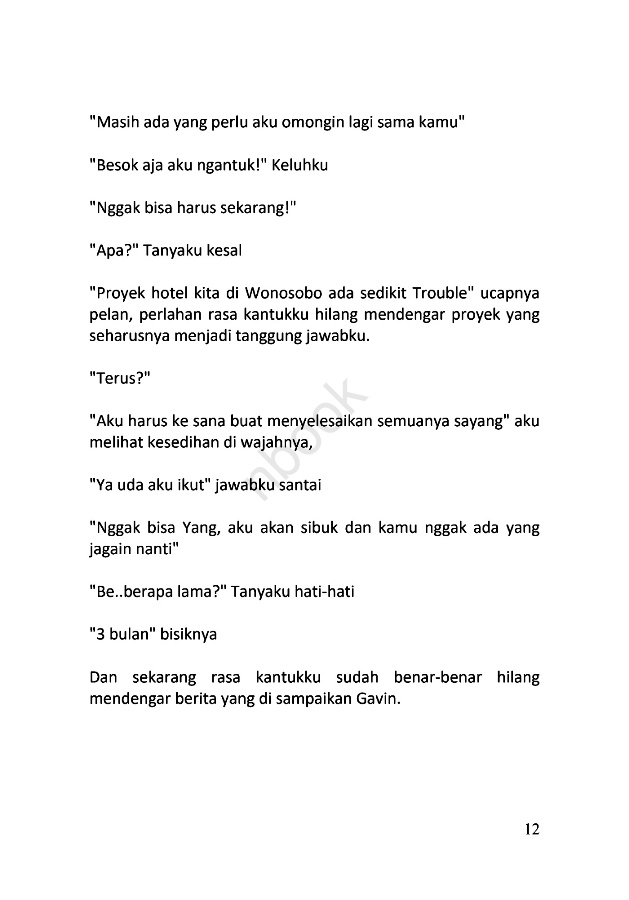 "Masih ada yang perlu aku omongin lagi sama kamu"
"Besok aja aku ngantuk!" Keluhku
"Nggak bisa harus sekarang!"
"Apa?" Tanyaku kesal
"Proyek hotel kita di Wonosobo ada sedikit Trouble" ucapnya
pelan, perlahan rasa kantukku hilang mendengar proyek yang
seharusnya menjadi tanggung jawabku.
"Terus?"
"Aku harus ke sana buat menyelesaikan semuanya sayang" aku
melihat kesedihan di wajahnya,
"Ya uda aku ikut" jawabku santai
"Nggak bisa Yang, aku akan sibuk dan kamu nggak ada yang
jagain nanti"
"Be..berapa lama?" Tanyaku hati-hati
"3 bulan" bisiknya
Dan sekarang rasa kantukku sudah benar-benar hilang
mendengar berita yang di sampaikan Gavin.
nbook
12